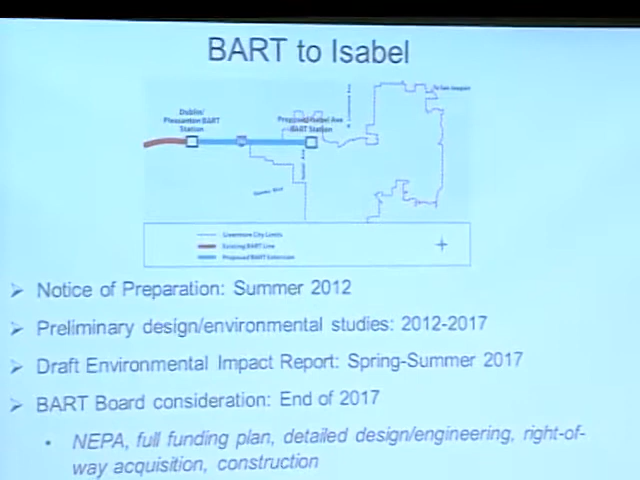 BART to Isabel
To San Joaquin
Dublin/
Pleasanton BART
Station
Proposed Isabel Ave
BART Station
Livermore City Limits
Existing BART Line
Proposed BART Extension
➢ Notice of Preparation: Summer 2012
➢ Preliminary design/environmental studies: 2012-2017
➢ Draft Environmental Impact Report: Spring-Summer 2017
➢ BART Board consideration: End of 2017
• NEPA, full funding plan, detailed design/engineering, right-of-
way acquisition, construction